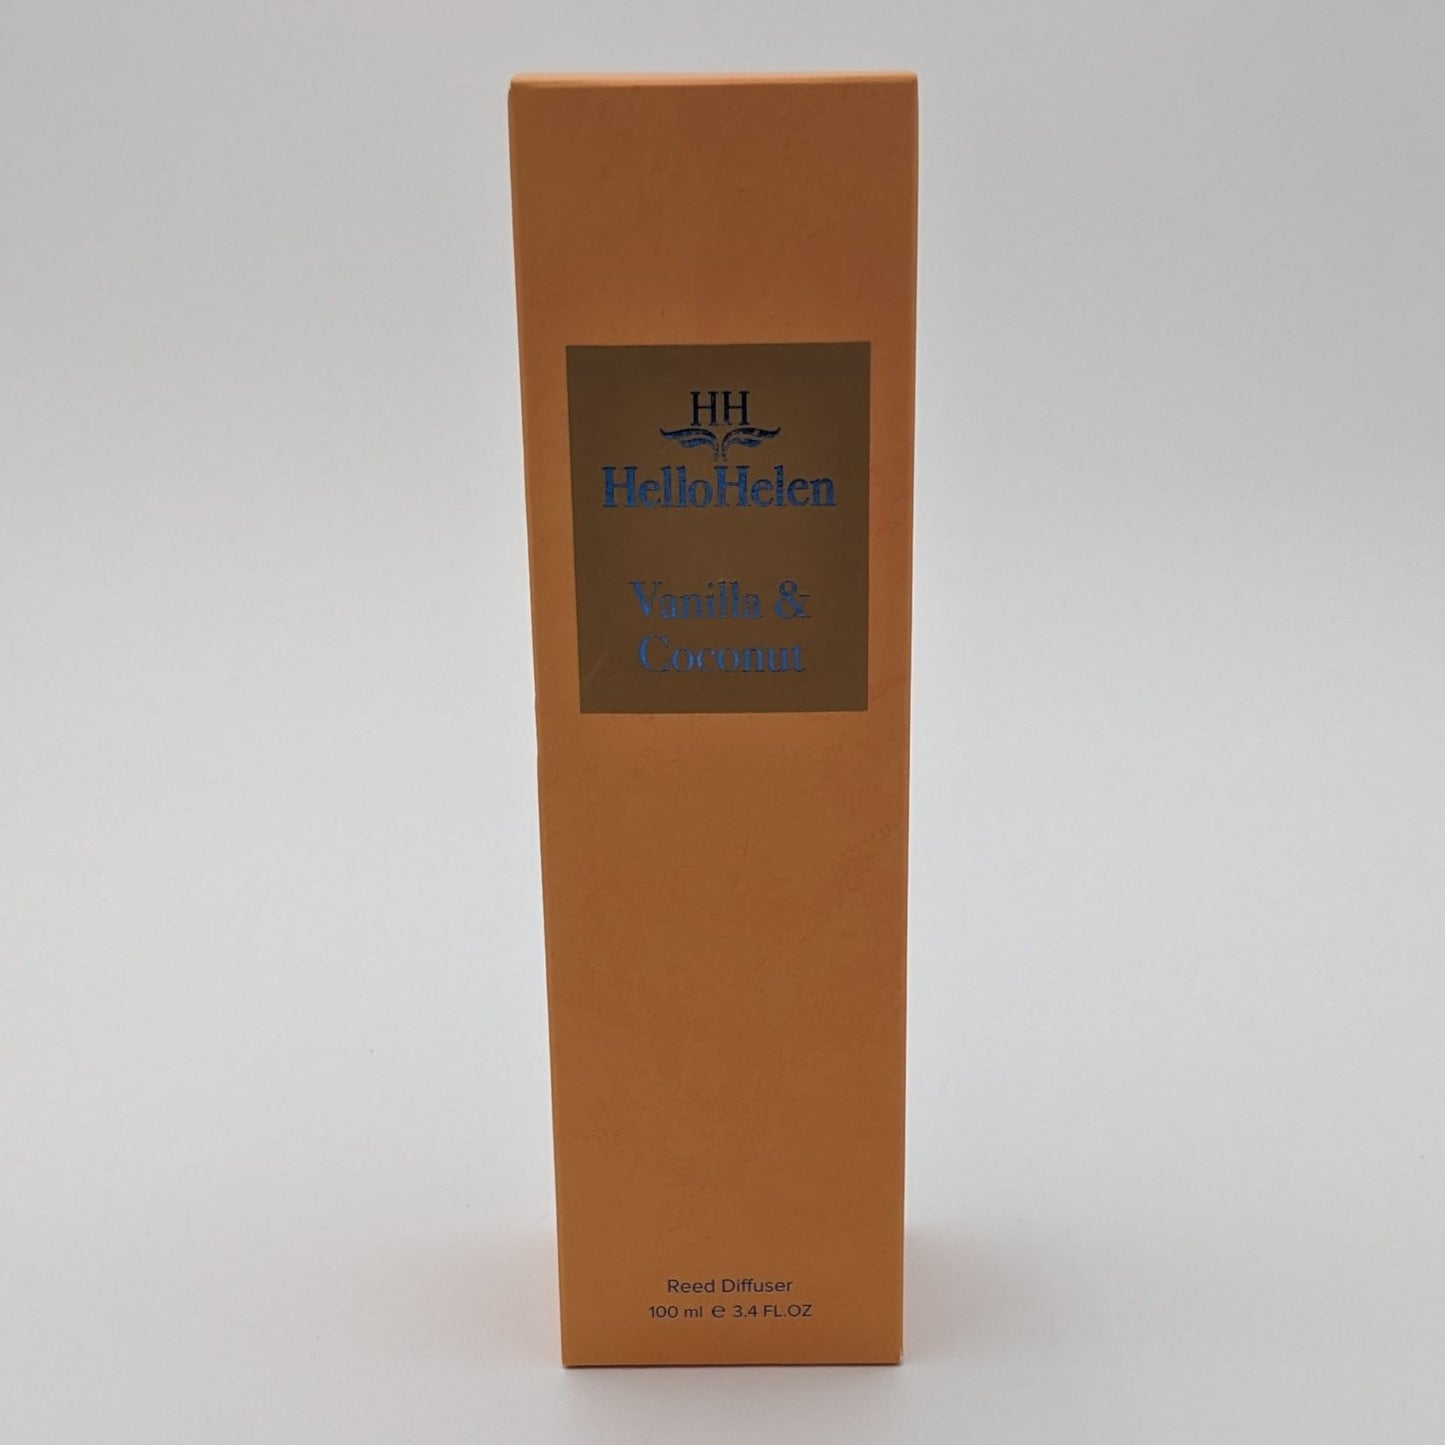 HH
HelloHelen
Vanilla &
Coconut
Reed Diffuser
100 ml ℮ 3.4 FL.OZ